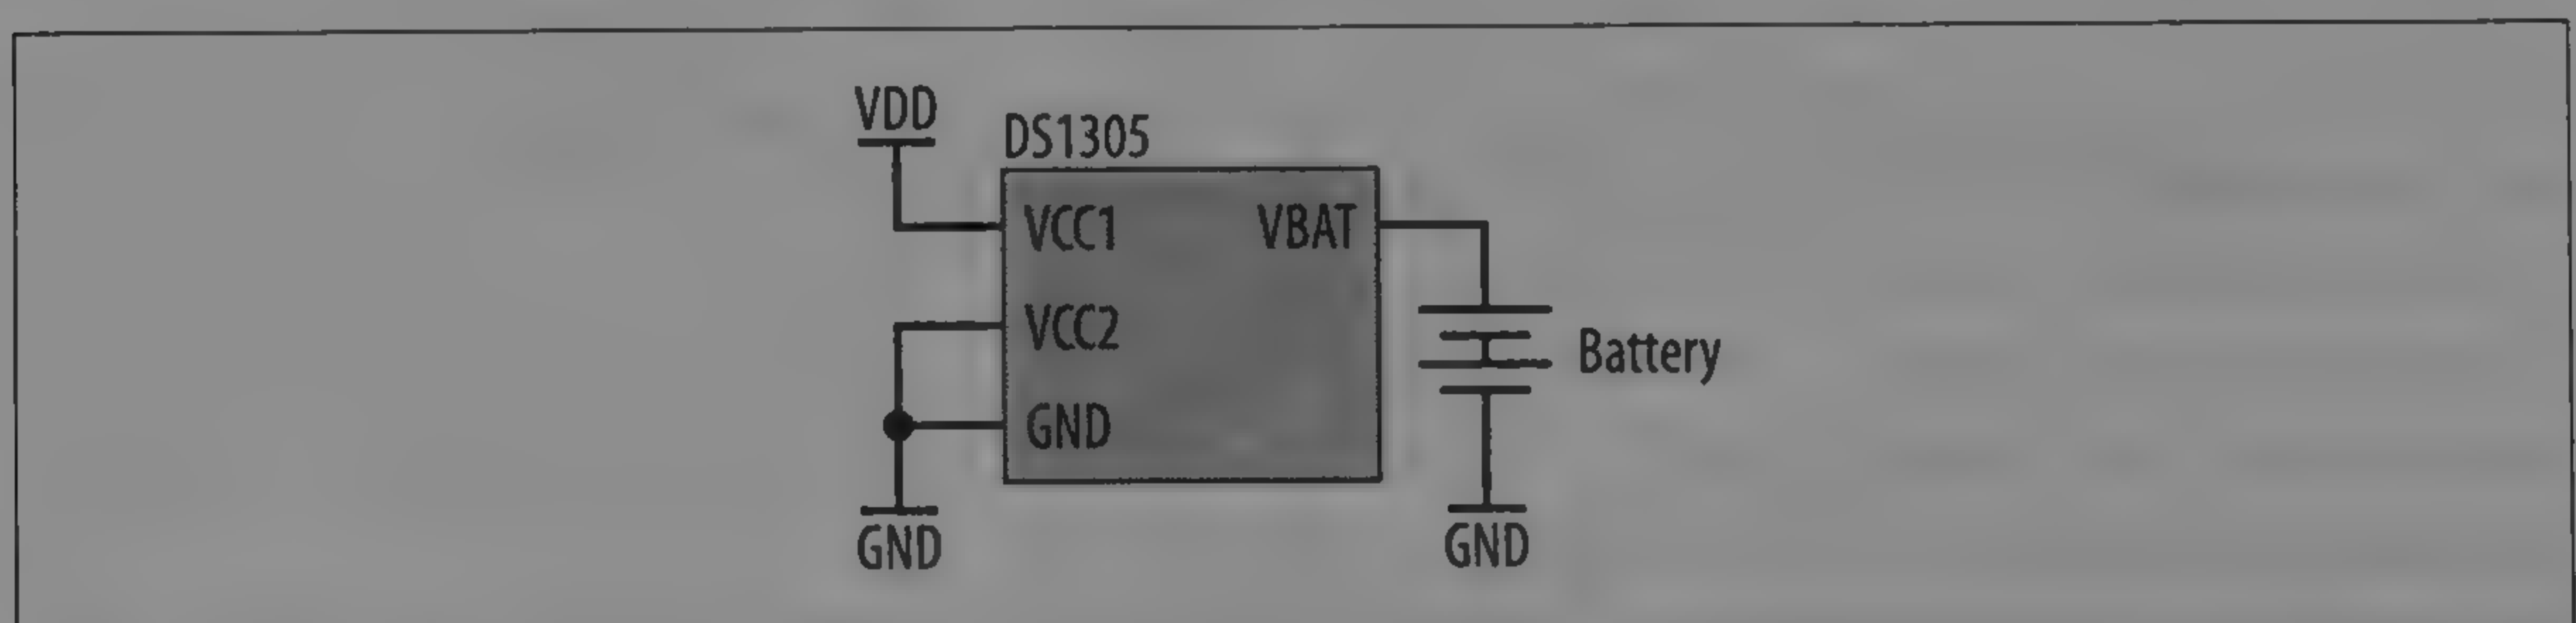 VDD
DS1305
VCC1
VBAT
VCC2
Battery
GND
GND
GND